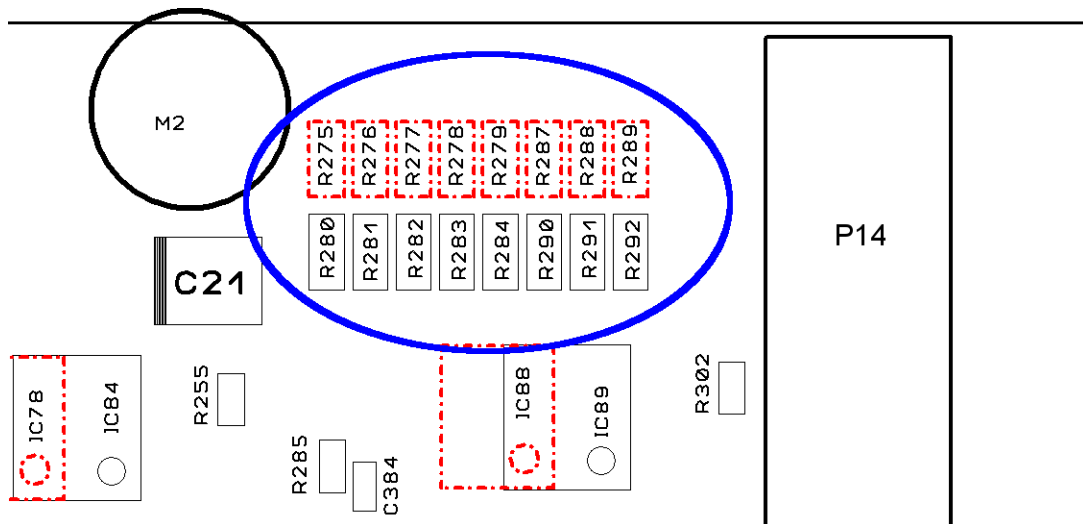 M2
R275 R276 R277 R278 R279 R287 R288 R289
R280 R281 R282 R283 R284 R290 R291 R292
P14
C21
IC78 IC84 R255 IC88 IC89 R302
R285 C384